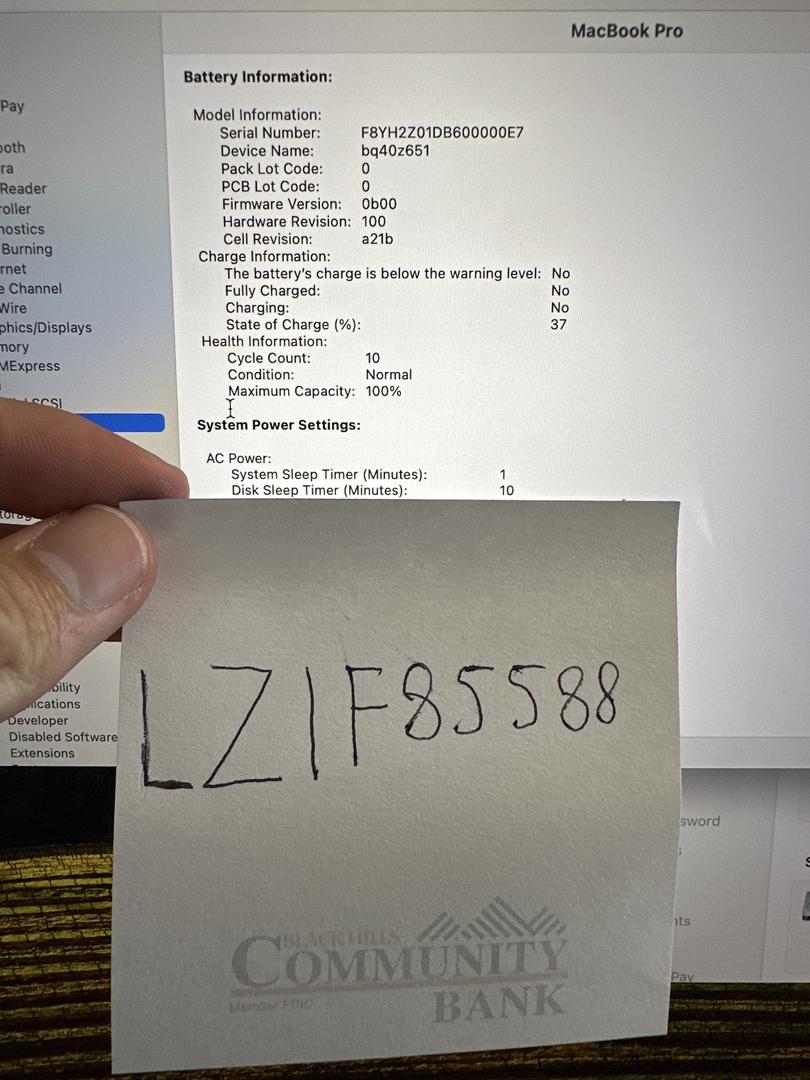 MacBook Pro
Battery Information:
Pay
Model Information:
Serial Number: F8YH2Z01DB600000E7
ooth
Device Name: bq40z651
ra
Pack Lot Code: 0
Reader
PCB Lot Code: 0
roller
Firmware Version: 0b00
nostics
Hardware Revision: 100
Burning
Cell Revision: a21b
rnet
Charge Information:
e Channel
The battery's charge is below the warning level: No
Wire
Fully Charged: No
phics/Displays
Charging: No
mory
State of Charge (%): 37
MExpress
Health Information:
Cycle Count: 10
Condition: Normal
Maximum Capacity: 100%
SCSI
System Power Settings:
AC Power:
System Sleep Timer (Minutes): 1
Disk Sleep Timer (Minutes): 10
LZ1F85588
bility
lications
Developer
Disabled Software
Extensions
sword
nts
Pay
BLACK HILLS
COMMUNITY
BANK
Member FDIC